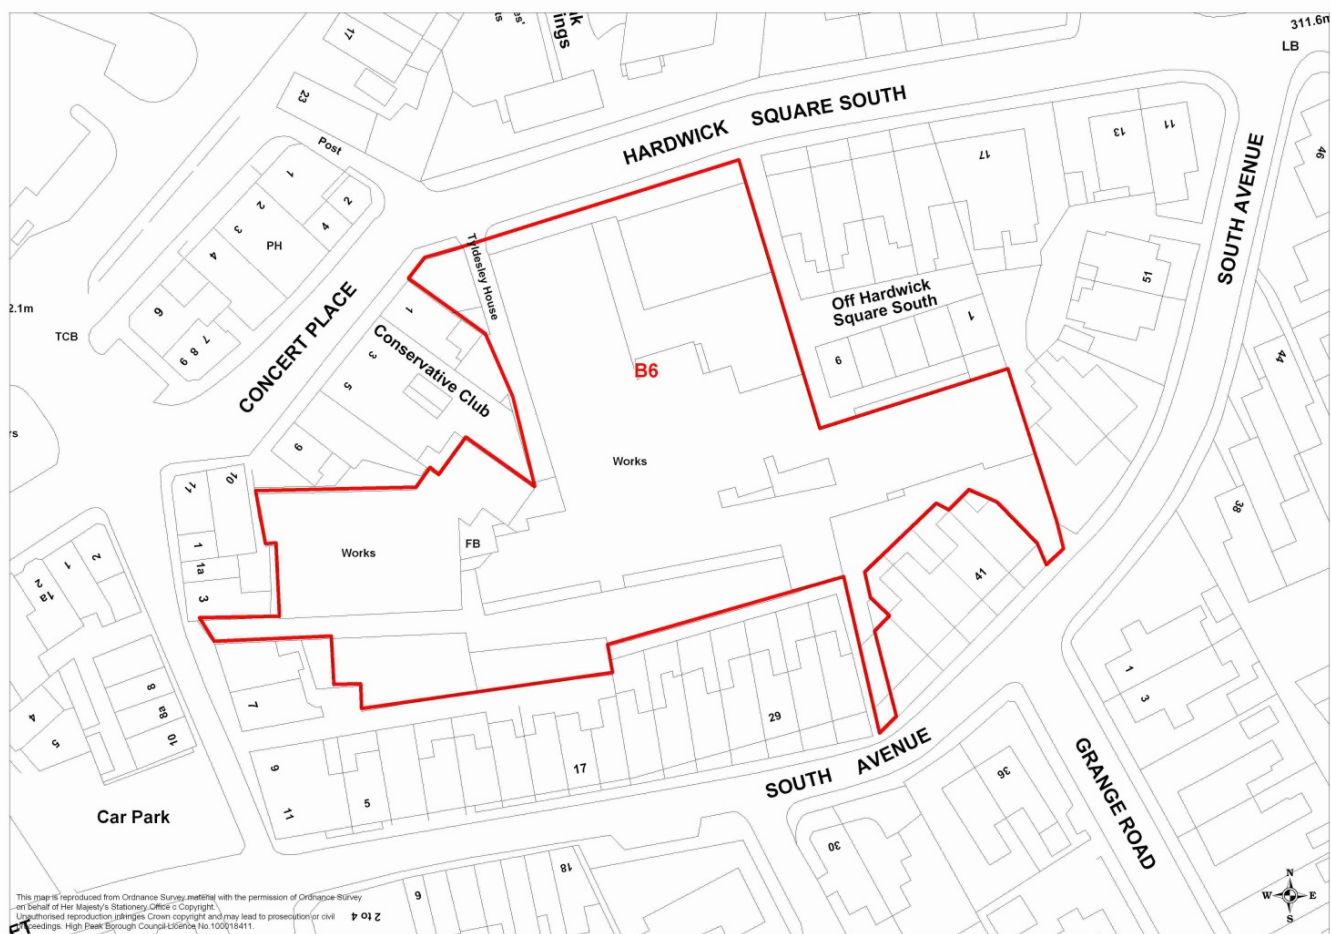 17
311.6m
LB
23
HARDWICK SQUARE SOUTH
Post
1
2
2
3
4
4
PH
6
7
8
9
TCB
2.1m
CONCERT PLACE
Tyldesley House
1
3
5
9
Conservative Club
17
13
11
SOUTH AVENUE
46
51
44
38
Off Hardwick
Square South
1
9
B6
Works
Works
FB
11
10
1
1a
3
7
9
11
5
17
29
41
1a
2
1
2
8
8a
10
4
5
Car Park
SOUTH AVENUE
GRANGE ROAD
1
3
36
30
18
6
2 to 4
N
W E
S
This map is reproduced from Ordnance Survey material with the permission of Ordnance Survey
on behalf of Her Majesty's Stationery Office c Copyright.
Unauthorised reproduction infringes Crown copyright and may lead to prosecution or civil
proceedings. High Peak Borough Council Licence No.100018411.